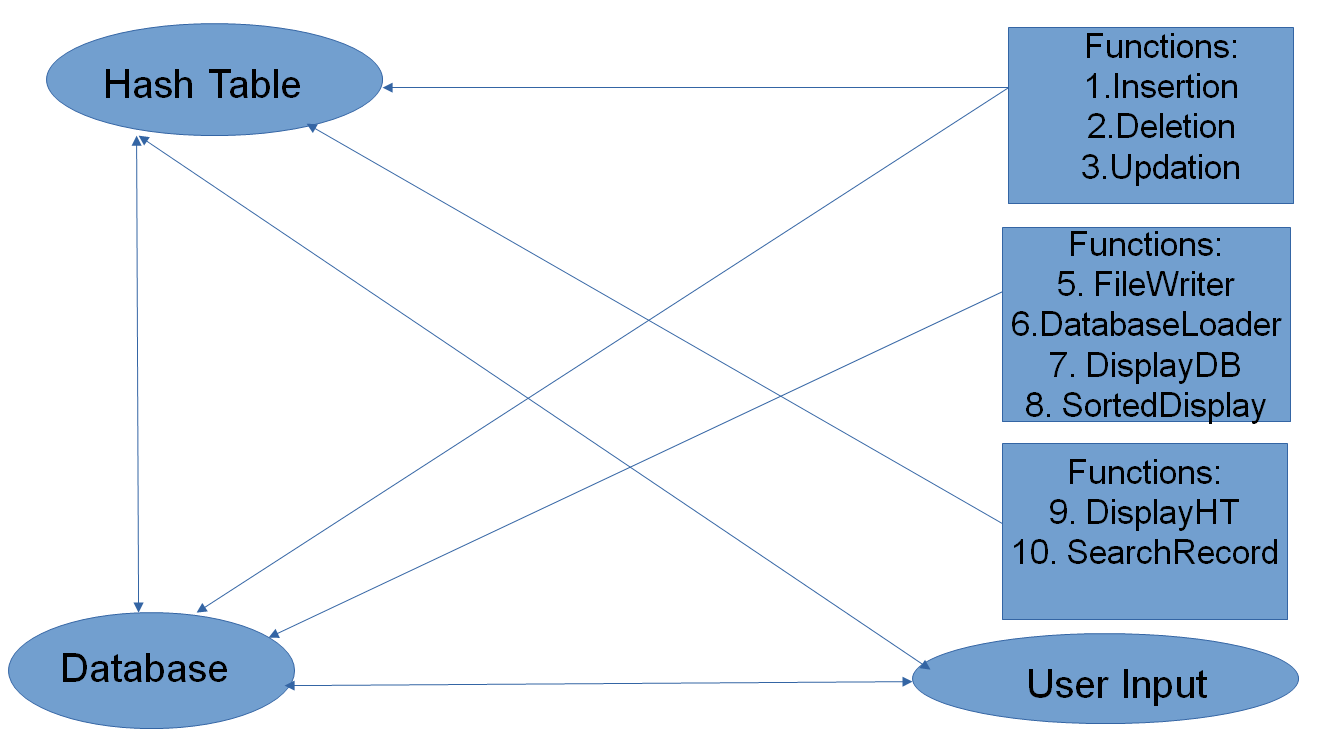 Hash Table
Functions:
1.Insertion
2.Deletion
3.Updation
Functions:
5. FileWriter
6.DatabaseLoader
7. DisplayDB
8. SortedDisplay
Functions:
9. DisplayHT
10. SearchRecord
Database
User Input